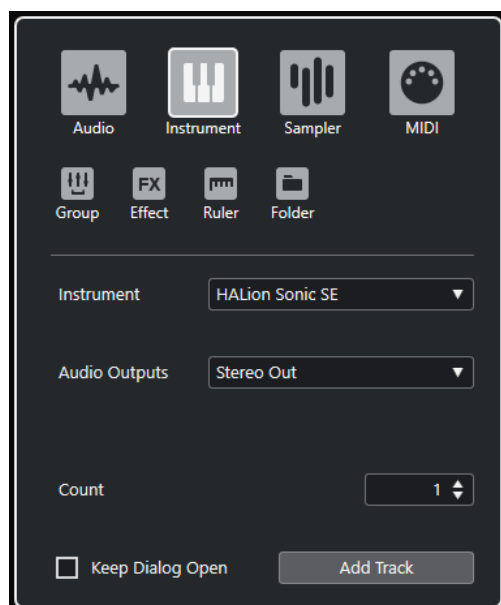 Audio Instrument Sampler MIDI
FX
Group Effect Ruler Folder
Instrument HALion Sonic SE
Audio Outputs Stereo Out
Count 1
Keep Dialog Open Add Track